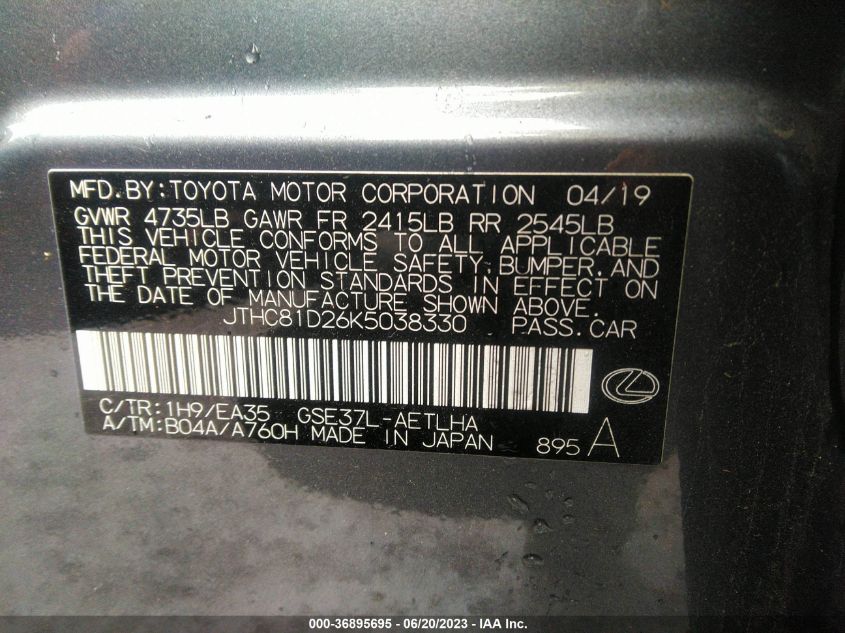 MFD.BY:TOYOTA MOTOR CORPORATION 04/19
GVWR 4735LB GAWR FR 2415LB RR 2545LB
THIS VEHICLE CONFORMS TO ALL APPLICABLE
FEDERAL MOTOR VEHICLE SAFETY,BUMPER,AND
THEFT PREVENTION STANDARDS IN EFFECT ON
THE DATE OF MANUFACTURE SHOWN ABOVE.
JTHC81D26K5038330 PASS.CAR
C/TR:1H9/EA35 GSE37L-AETLHA
A/TM:B04A/A760H MADE IN JAPAN 895 A
000-36895695 - 06/20/2023 - IAA Inc.